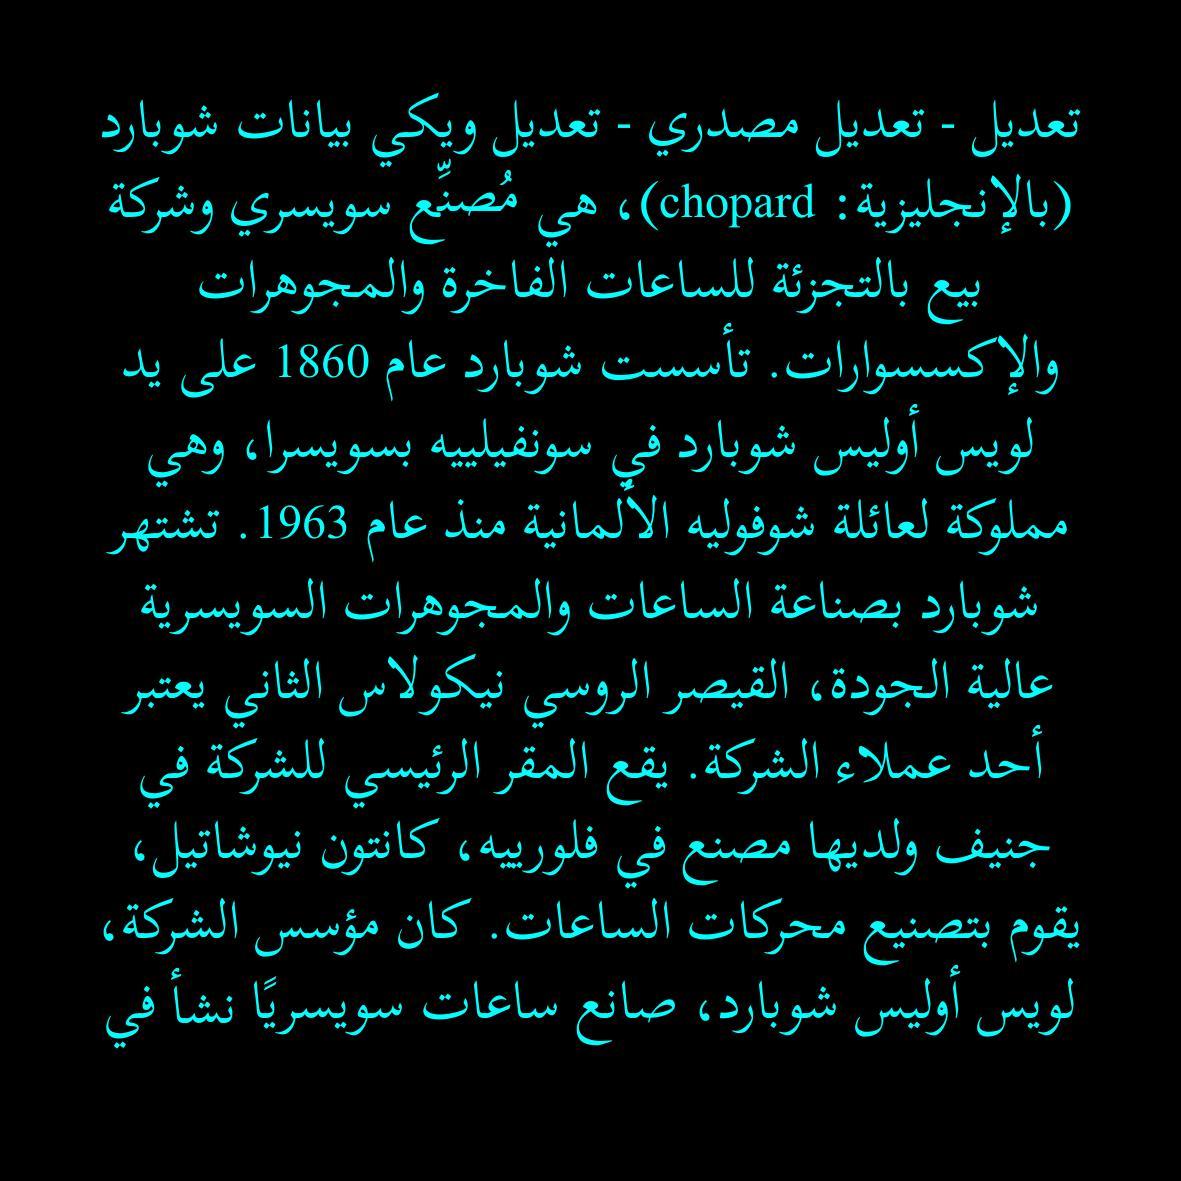 تعديل - تعديل مصدري - تعديل ويكي بيانات شوبارد
(بالإنجليزية: chopard)، هي مُصنِّع سويسري وشركة
بيع بالتجزئة للساعات الفاخرة والمجوهرات
والإكسسوارات. تأسست شوبارد عام 1860 على يد
لويس أوليس شوبارد في سونفيلييه بسويسرا، وهي
مملوكة لعائلة شوفوليه الألمانية منذ عام 1963. تشتهر
شوبارد بصناعة الساعات والمجوهرات السويسرية
عالية الجودة، القيصر الروسي نيكولاس الثاني يعتبر
أحد عملاء الشركة. يقع المقر الرئيسي للشركة في
جنيف ولديها مصنع في فلورييه، كانتون نيوشاتيل،
يقوم بتصنيع محركات الساعات. كان مؤسس الشركة،
لويس أوليس شوبارد، صانع ساعات سويسريًا نشأ في